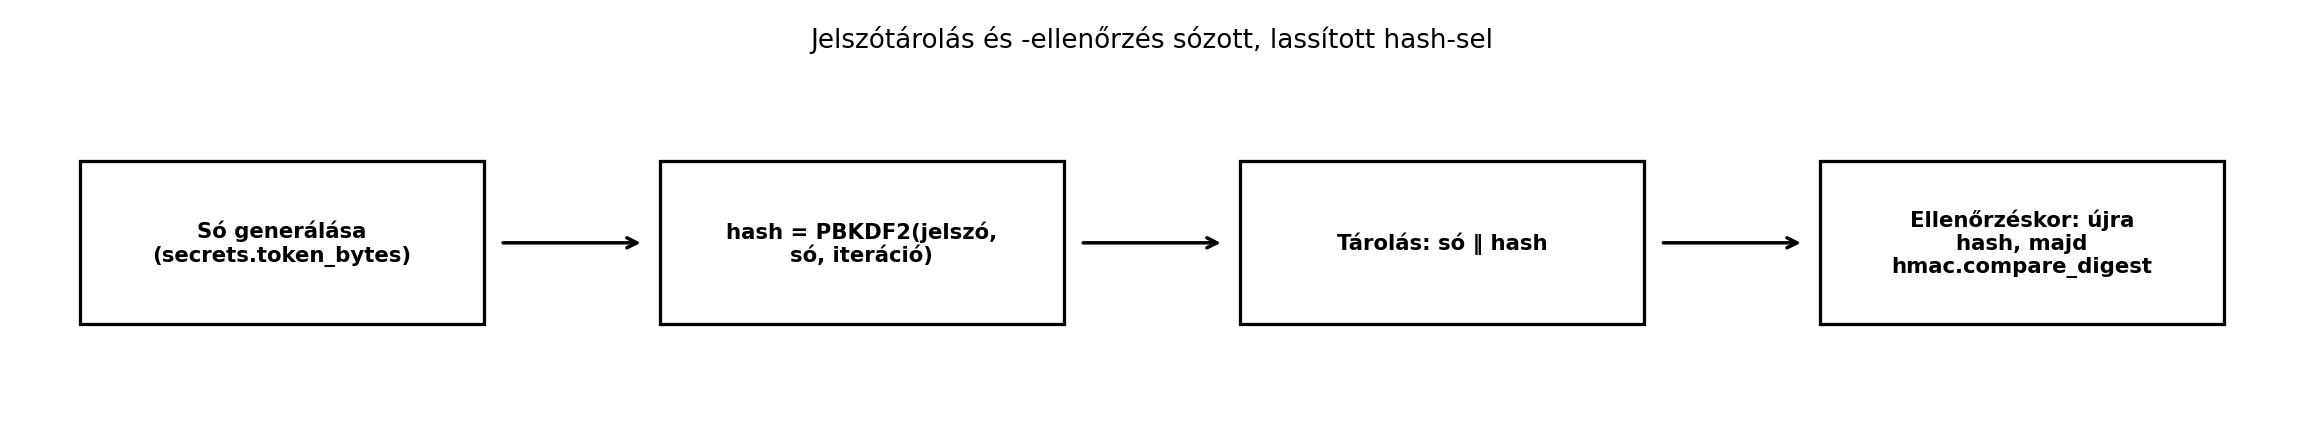 Jelszótárolás és -ellenőrzés sózott, lassított hash-sel
Só generálása
(secrets.token_bytes)
hash = PBKDF2(jelszó,
só, iteráció)
Tárolás: só ‖ hash
Ellenőrzéskor: újra
hash, majd
hmac.compare_digest